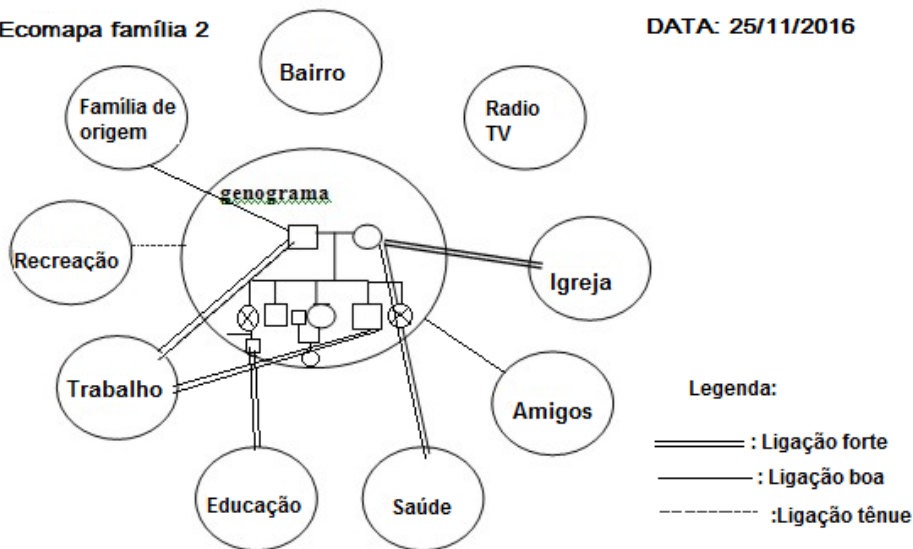 Ecomapa família 2
DATA: 25/11/2016
Bairro
Família de
origem
Radio
TV
genograma
Recreação
Igreja
Trabalho
Amigos
Educação
Saúde
Legenda:
: Ligação forte
: Ligação boa
:Ligação tênue